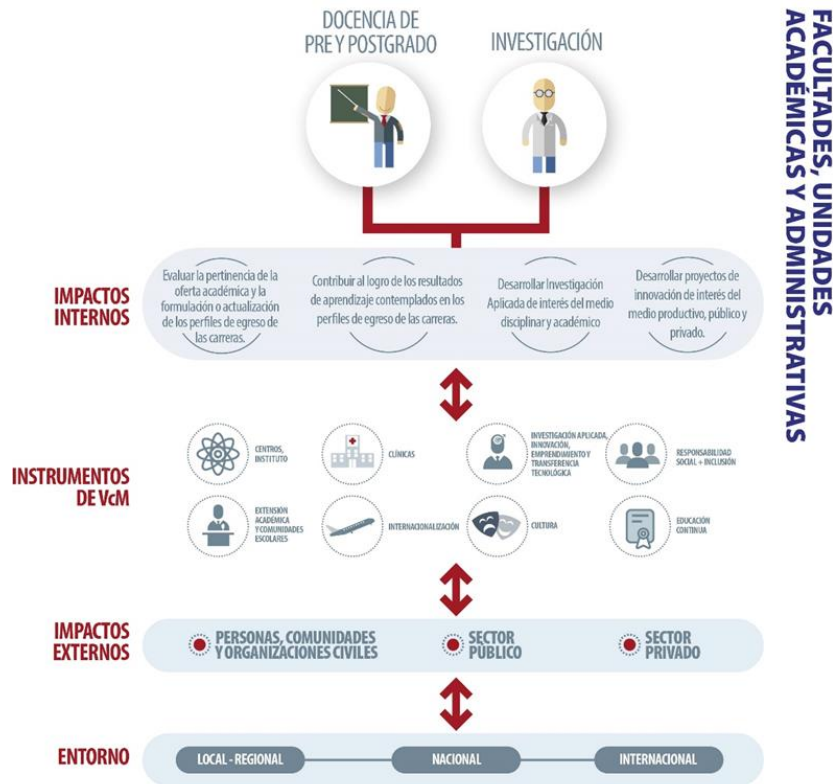 DOCENCIA DE
PRE Y POSTGRADO
INVESTIGACIÓN
FACULTADES, UNIDADES
ACADÉMICAS Y ADMINISTRATIVAS
IMPACTOS
INTERNOS
Evaluar la pertinencia de la
oferta académica y la
formulación o actualización
de los perfiles de egreso de
las carreras.
Contribuir al logro de los resultados
de aprendizaje contemplados en los
perfiles de egreso de las carreras.
Desarrollar Investigación
Aplicada de interés del medio
disciplinar y académico
Desarrollar proyectos de
innovación de interés del
medio productivo, público y
privado.
INSTRUMENTOS
DE VcM
CENTROS,
INSTITUTO
CLÍNICAS
INVESTIGACIÓN APLICADA,
INNOVACIÓN,
EMPRENDIMIENTO Y
TRANSFERENCIA
TECNOLÓGICA
RESPONSABILIDAD
SOCIAL + INCLUSIÓN
EXTENSIÓN
ACADÉMICA
Y COMUNIDADES
ESCOLARES
INTERNACIONALIZACIÓN
CULTURA
EDUCACIÓN
CONTINUA
IMPACTOS
EXTERNOS
PERSONAS, COMUNIDADES
Y ORGANIZACIONES CIVILES
SECTOR
PÚBLICO
SECTOR
PRIVADO
ENTORNO
LOCAL - REGIONAL
NACIONAL
INTERNACIONAL